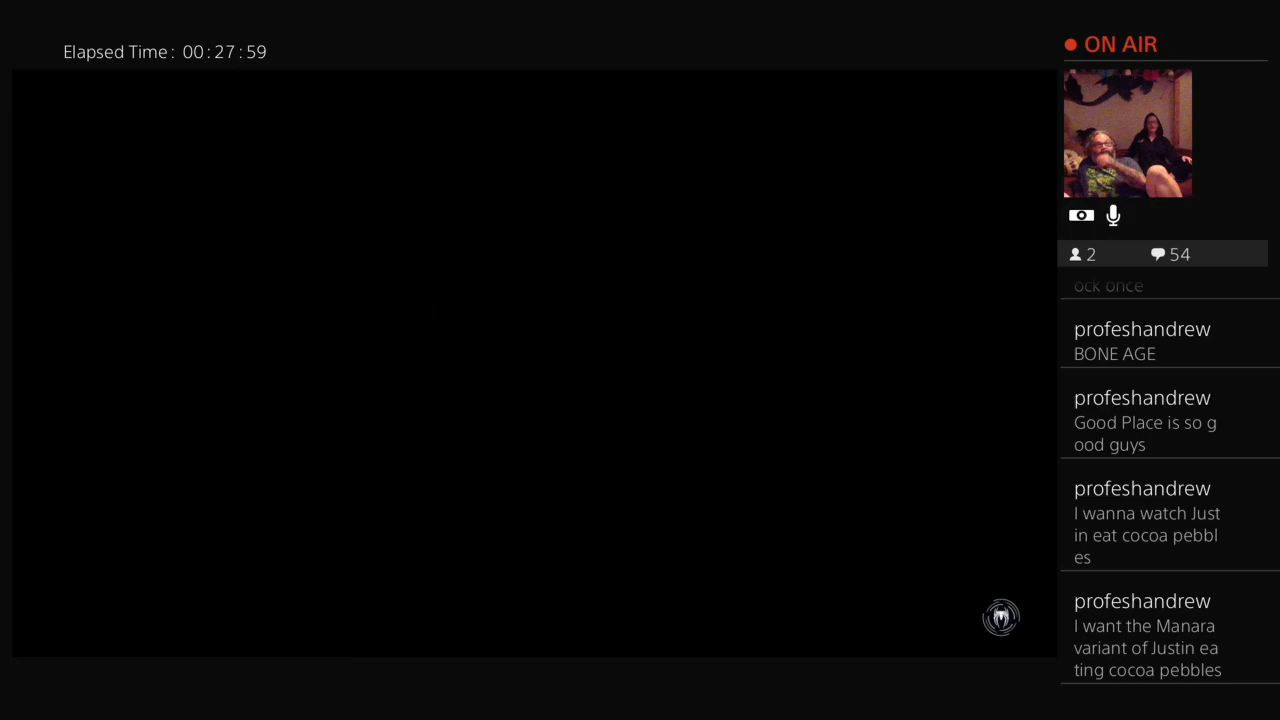 Elapsed Time: 00:27:59
ON AIR
2
54
ock once
profeshandrew
BONE AGE
profeshandrew
Good Place is so g
ood guys
profeshandrew
I wanna watch Just
in eat cocoa pebbl
es
profeshandrew
I want the Manara
variant of Justin ea
ting cocoa pebbles